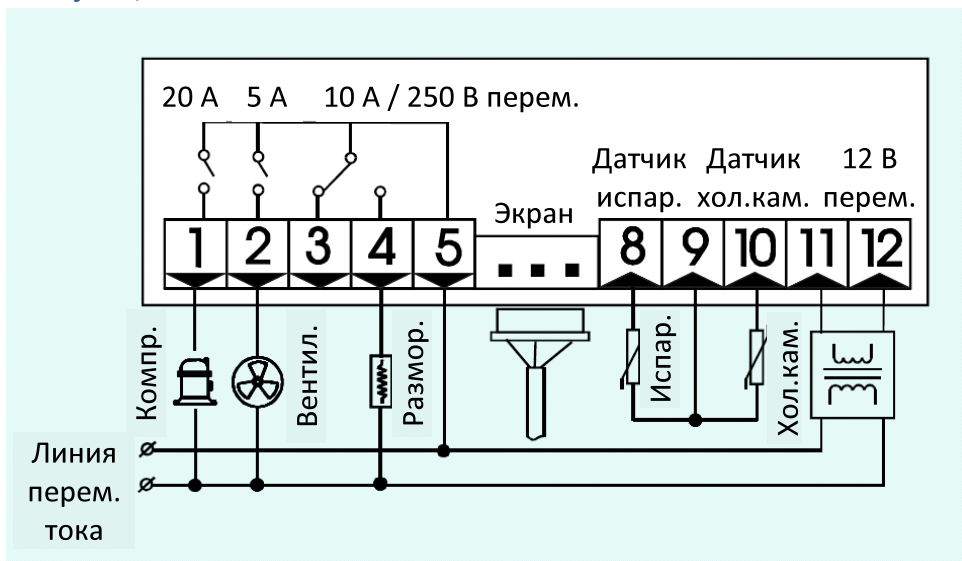 20 А 5 А 10 А / 250 В перем.
Датчик Датчик 12 В
испар. хол.кам. перем.
Экран
1 2 3 4 5 8 9 10 11 12
Компр.
Вентил.
Размор.
Испар.
Хол.кам.
Линия
перем.
тока